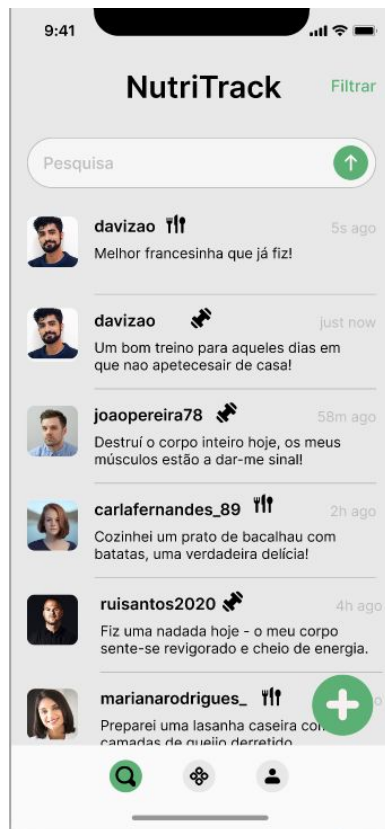 9:41
NutriTrack
Filtrar
Pesquisa
davizao
5s ago
Melhor francesinha que já fiz!
davizao
just now
Um bom treino para aqueles dias em
que nao apetecesair de casa!
joaopereira78
58m ago
Destruí o corpo inteiro hoje, os meus
músculos estão a dar-me sinal!
carlafernandes_89
2h ago
Cozinhei um prato de bacalhau com
batatas, uma verdadeira delícia!
ruisantos2020
4h ago
Fiz uma nadada hoje - o meu corpo
sente-se revigorado e cheio de energia.
marianarodrigues_
Preparei uma lasanha caseira com
camadas de queijo derretido